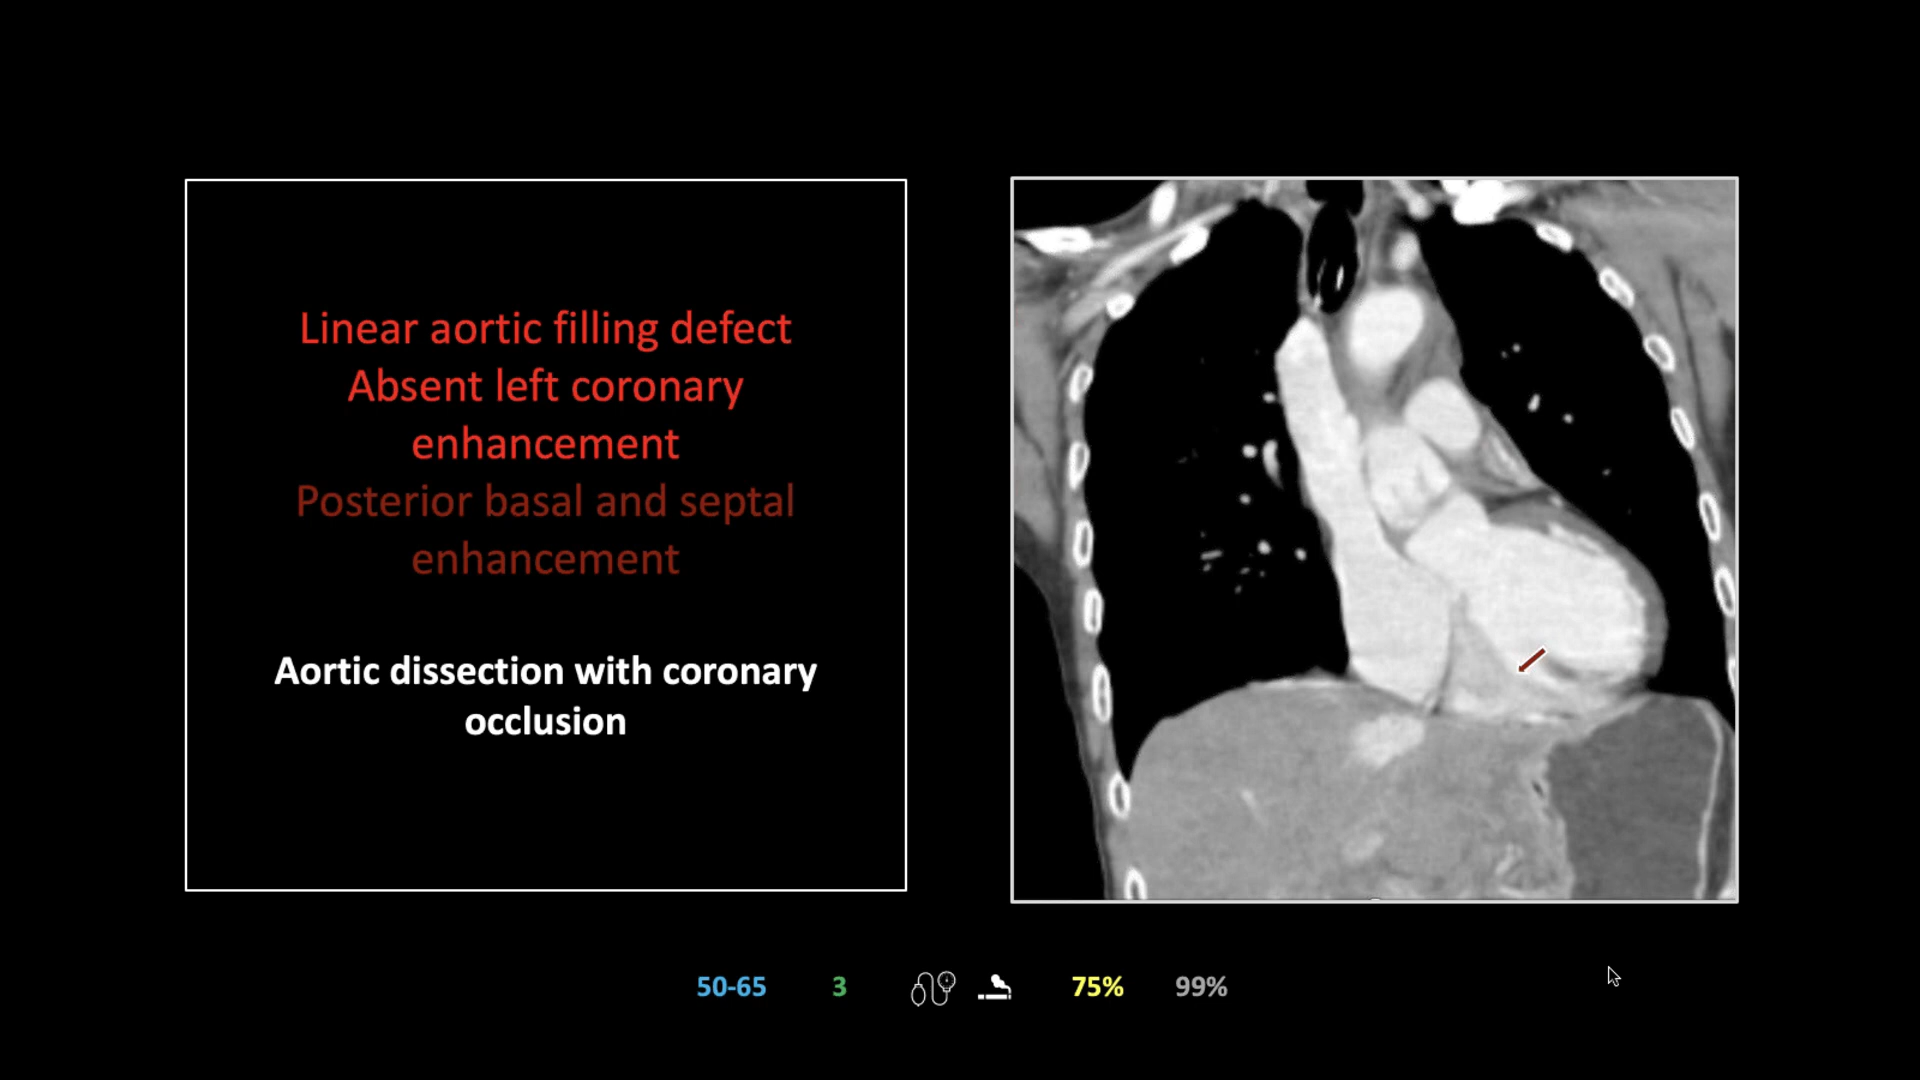 Linear aortic filling defect
Absent left coronary
enhancement
Posterior basal and septal
enhancement
Aortic dissection with coronary
occlusion
50-65 3 75% 99%